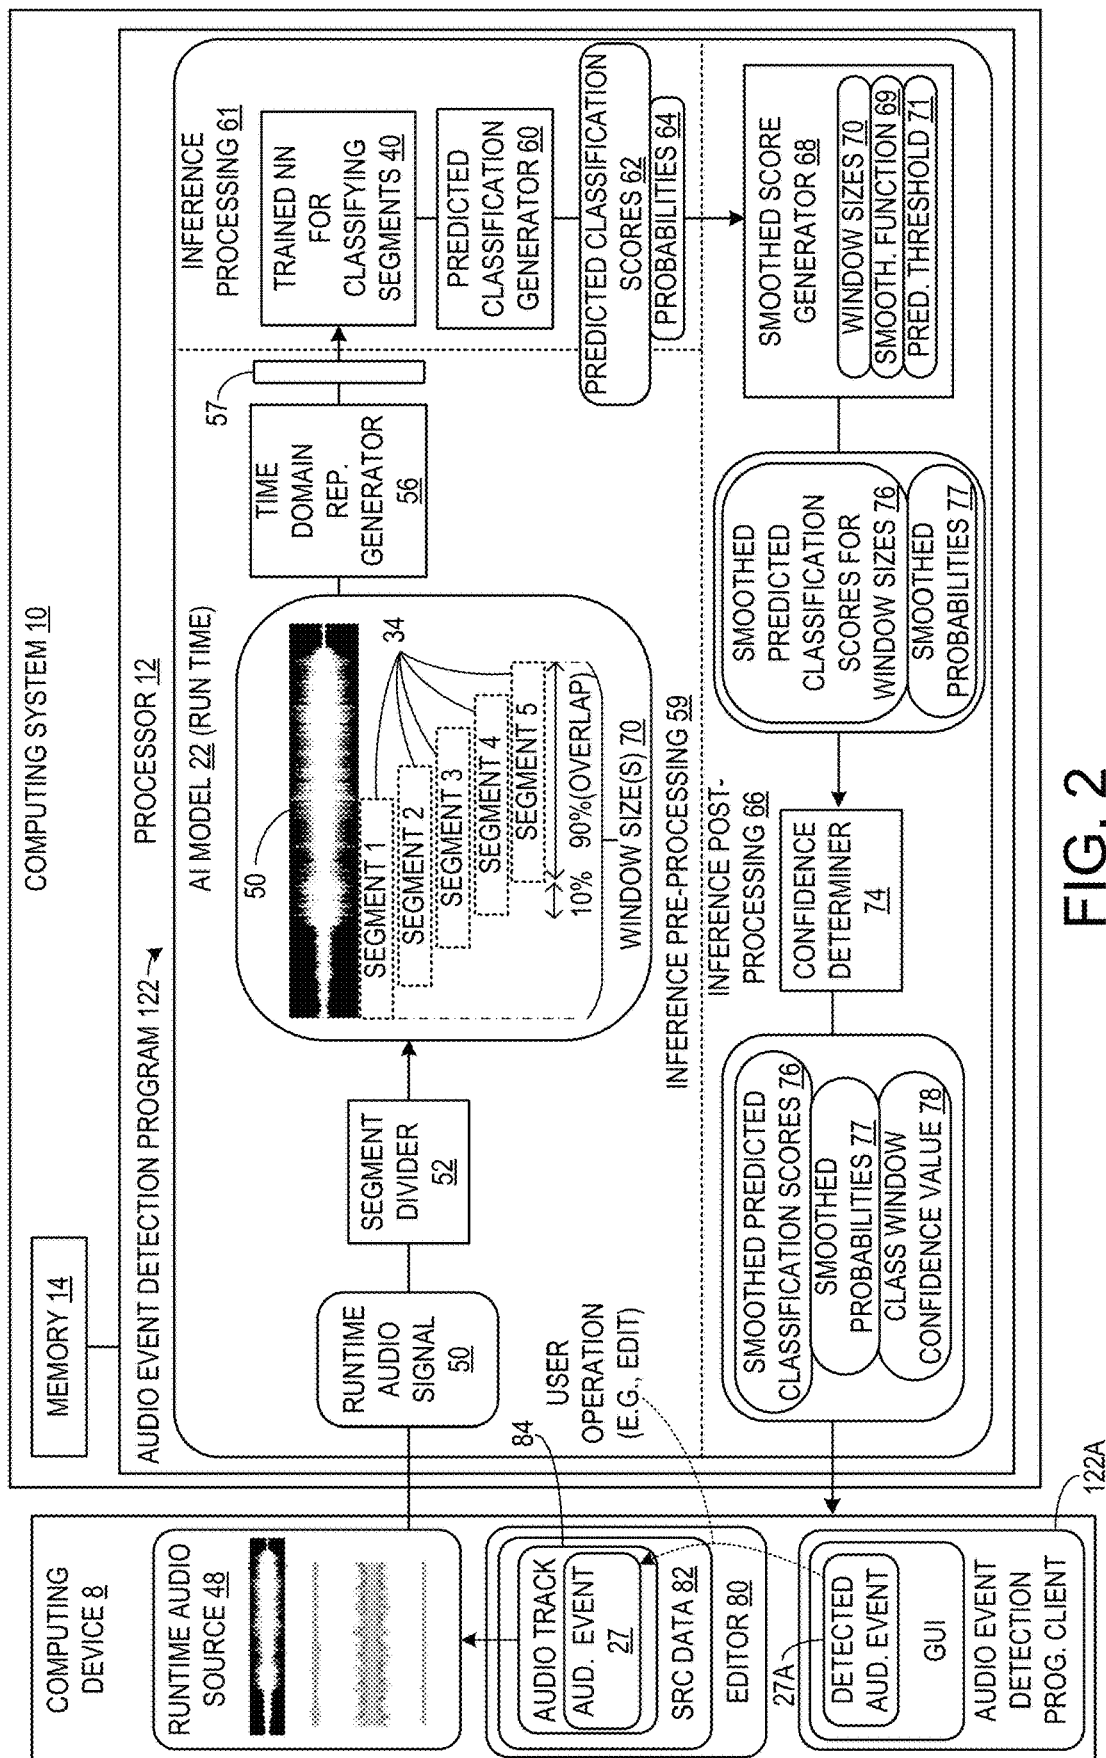 COMPUTING SYSTEM 10
MEMORY 14
PROCESSOR 12
AUDIO EVENT DETECTION PROGRAM 122
AI MODEL 22 (RUN TIME)
COMPUTING
DEVICE 8
RUNTIME AUDIO
SOURCE 48
RUNTIME
AUDIO
SIGNAL
50
SEGMENT
DIVIDER
52
50
SEGMENT 1
SEGMENT 2
SEGMENT 3
SEGMENT 4
SEGMENT 5
34
10%
90%(OVERLAP)
WINDOW SIZE(S) 70
INFERENCE PRE-PROCESSING 59
TIME
DOMAIN
REP.
GENERATOR
56
57
INFERENCE
PROCESSING 61
TRAINED NN
FOR
CLASSIFYING
SEGMENTS 40
PREDICTED
CLASSIFICATION
GENERATOR 60
PREDICTED CLASSIFICATION
SCORES 62
PROBABILITIES 64
INFERENCE POST-
PROCESSING 66
SMOOTHED SCORE
GENERATOR 68
WINDOW SIZES 70
SMOOTH. FUNCTION 69
PRED. THRESHOLD 71
SMOOTHED
PREDICTED
CLASSIFICATION
SCORES FOR
WINDOW SIZES 76
SMOOTHED
PROBABILITIES 77
CONFIDENCE
DETERMINER
74
SMOOTHED PREDICTED
CLASSIFICATION SCORES 76
SMOOTHED
PROBABILITIES 77
CLASS WINDOW
CONFIDENCE VALUE 78
84
USER
OPERATION
(E.G., EDIT)
AUDIO TRACK
AUD. EVENT
27
SRC DATA 82
EDITOR 80
27A
DETECTED
AUD. EVENT
GUI
AUDIO EVENT
DETECTION
PROG. CLIENT
122A
FIG. 2